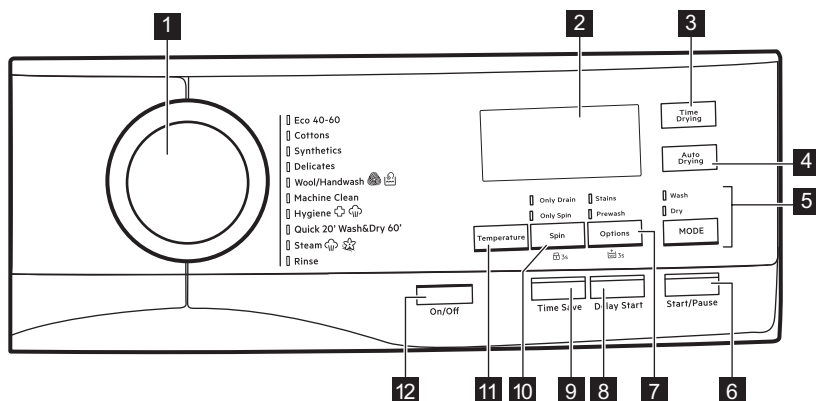 1
2
3
Time
Drying
Auto
Drying
4
Eco 40-60
Cottons
Synthetics
Delicates
Wool/Handwash
Machine Clean
Hygiene
Quick 20' Wash&Dry 60'
Steam
Rinse
Only Drain
Only Spin
Stains
Prewash
Wash
Dry
5
Temperature
Spin
Options
MODE
3s
3s
On/Off
Time Save
Delay Start
Start/Pause
12
11
10
9
8
7
6